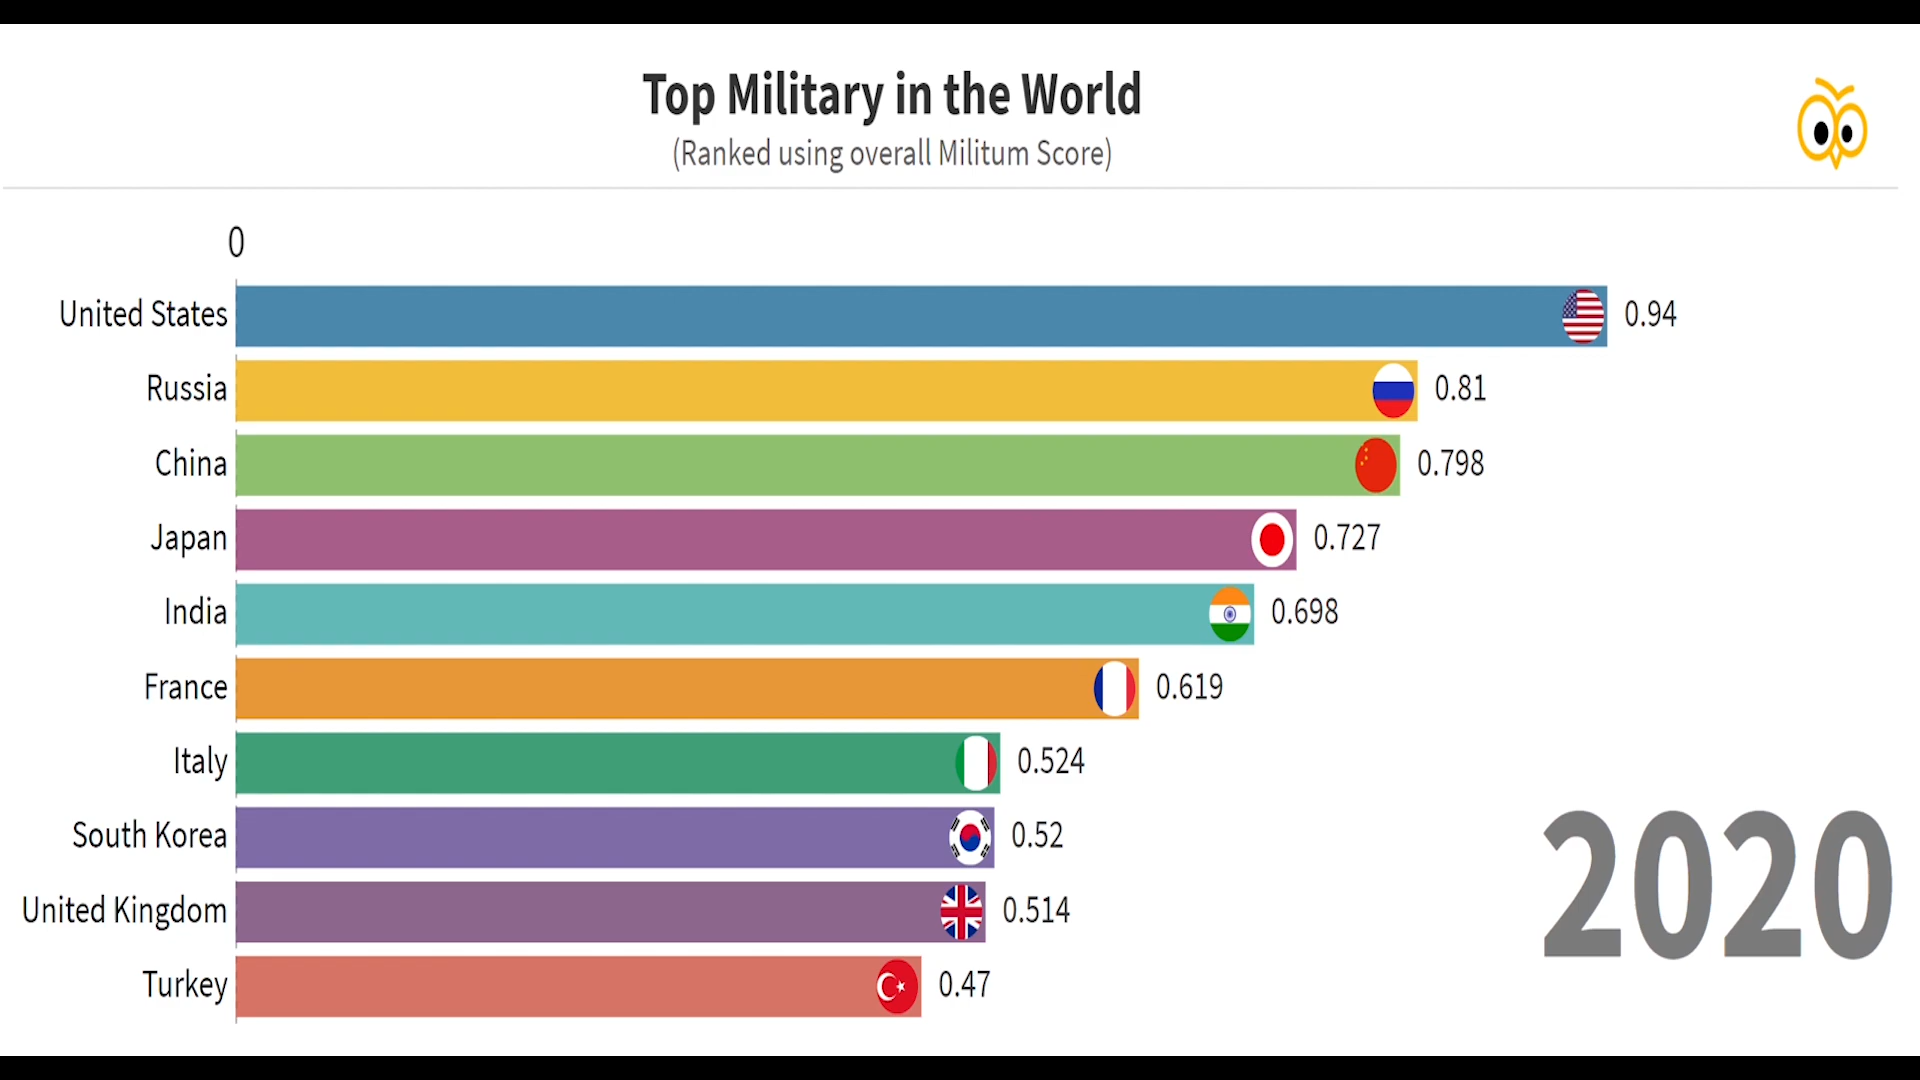 Top Military in the World
(Ranked using overall Militum Score)
0
United States 0.94
Russia 0.81
China 0.798
Japan 0.727
India 0.698
France 0.619
Italy 0.524
South Korea 0.52
United Kingdom 0.514
Turkey 0.47
2020